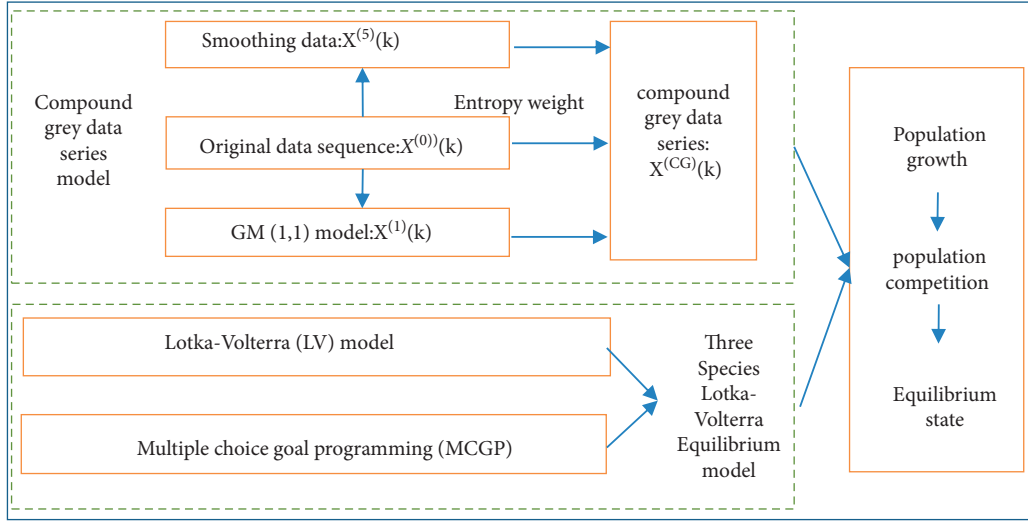 Compound
grey data
series
model
Smoothing data:X^(5)(k)
Original data sequence:X^(0))(k)
GM (1,1) model:X^(1)(k)
Entropy weight
compound
grey data
series:
X^(CG)(k)
Lotka-Volterra (LV) model
Multiple choice goal programming (MCGP)
Three
Species
Lotka-
Volterra
Equilibrium
model
Population
growth
population
competition
Equilibrium
state